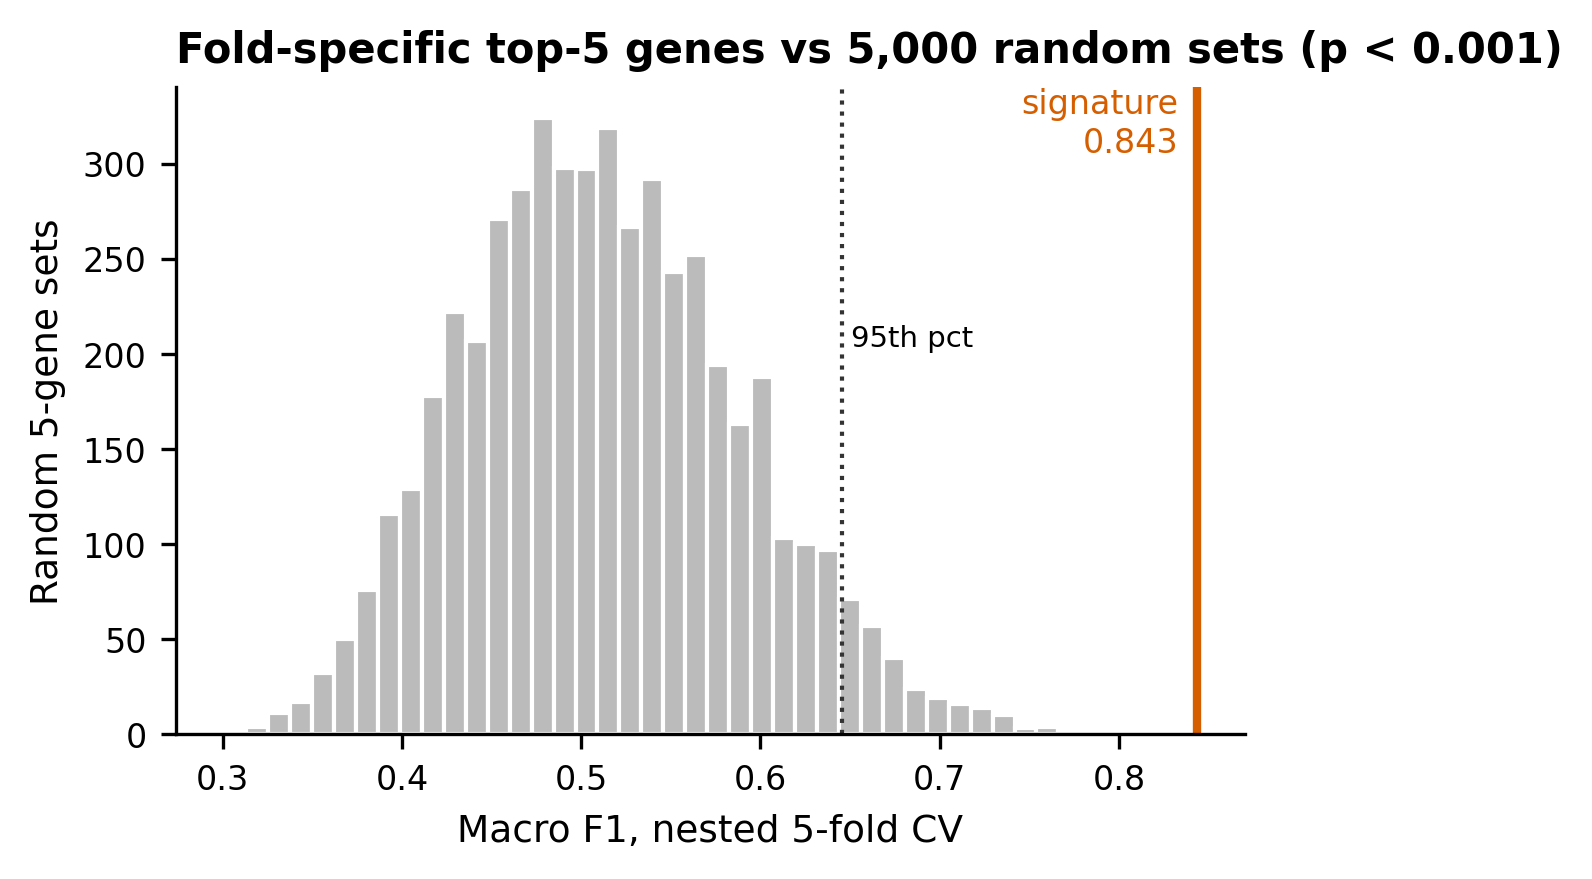 Fold-specific top-5 genes vs 5,000 random sets (p < 0.001)
signature
0.843
95th pct
Random 5-gene sets
300
250
200
150
100
50
0
0.3
0.4
0.5
0.6
0.7
0.8
Macro F1, nested 5-fold CV